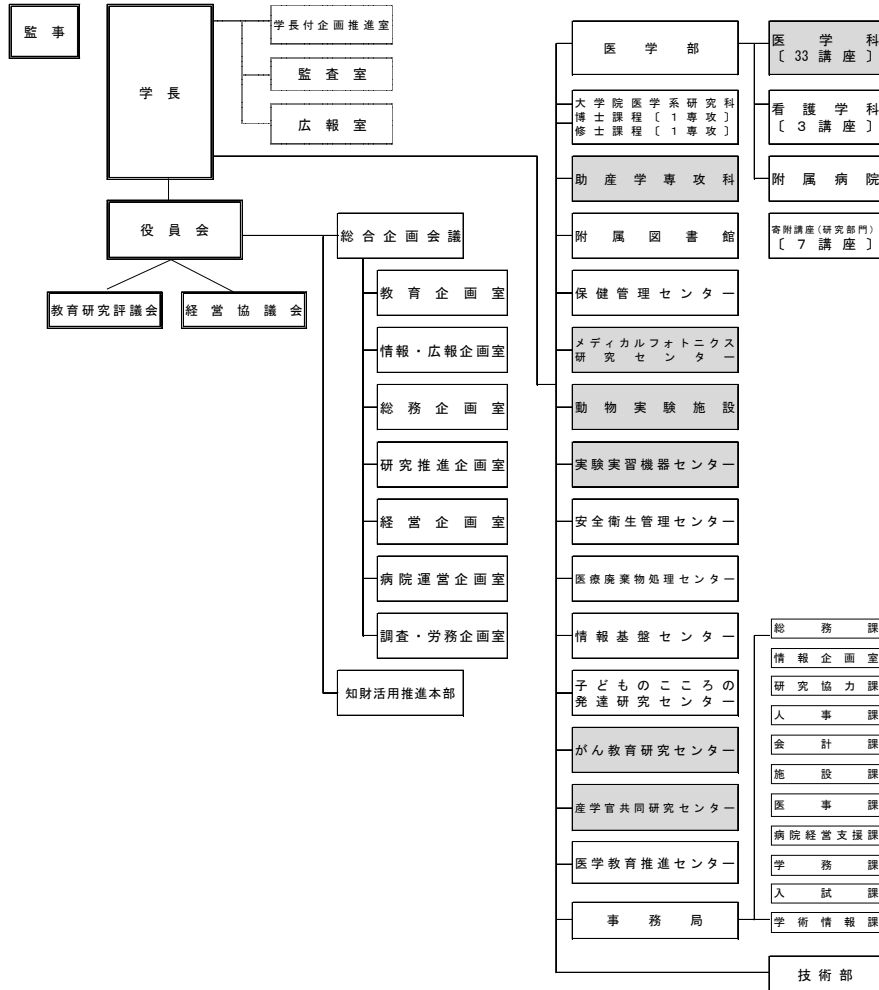 監事
学長
学長付企画推進室
監査室
広報室
役員会
教育研究評議会
経営協議会
総合企画会議
教育企画室
情報・広報企画室
総務企画室
研究推進企画室
経営企画室
病院運営企画室
調査・労務企画室
知財活用推進本部
医学部
大学院医学系研究科
博士課程〔1専攻〕
修士課程〔1専攻〕
助産学専攻科
附属図書館
保健管理センター
メディカルフォトニクス
研究センター
動物実験施設
実験実習機器センター
安全衛生管理センター
医療廃棄物処理センター
情報基盤センター
子どものこころの
発達研究センター
がん教育研究センター
産学官共同研究センター
医学教育推進センター
事務局
医学科
〔33講座〕
看護学科
〔3講座〕
附属病院
寄附講座(研究部門)
〔7講座〕
総務課
情報企画室
研究協力課
人事課
会計課
施設課
医事課
病院経営支援課
学務課
入試課
学術情報課
技術部